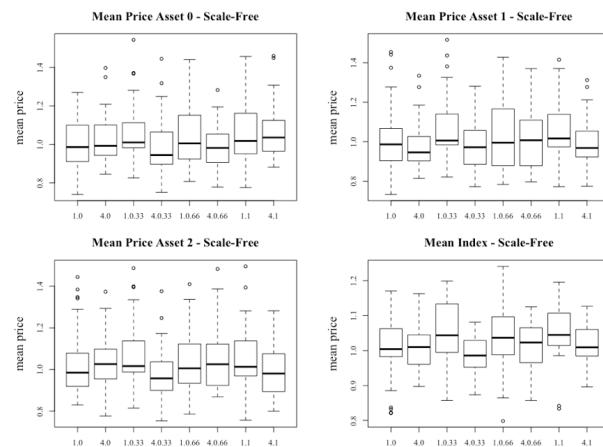 Mean Price Asset 0 - Scale-Free
mean price
0.8 1.0 1.2 1.4
1.0 4.0 1.0.33 4.0.33 1.0.66 4.0.66 1.1 4.1
Mean Price Asset 1 - Scale-Free
mean price
0.8 1.0 1.2 1.4
1.0 4.0 1.0.33 4.0.33 1.0.66 4.0.66 1.1 4.1
Mean Price Asset 2 - Scale-Free
mean price
0.8 1.0 1.2 1.4
1.0 4.0 1.0.33 4.0.33 1.0.66 4.0.66 1.1 4.1
Mean Index - Scale-Free
mean price
0.8 0.9 1.0 1.1 1.2
1.0 4.0 1.0.33 4.0.33 1.0.66 4.0.66 1.1 4.1